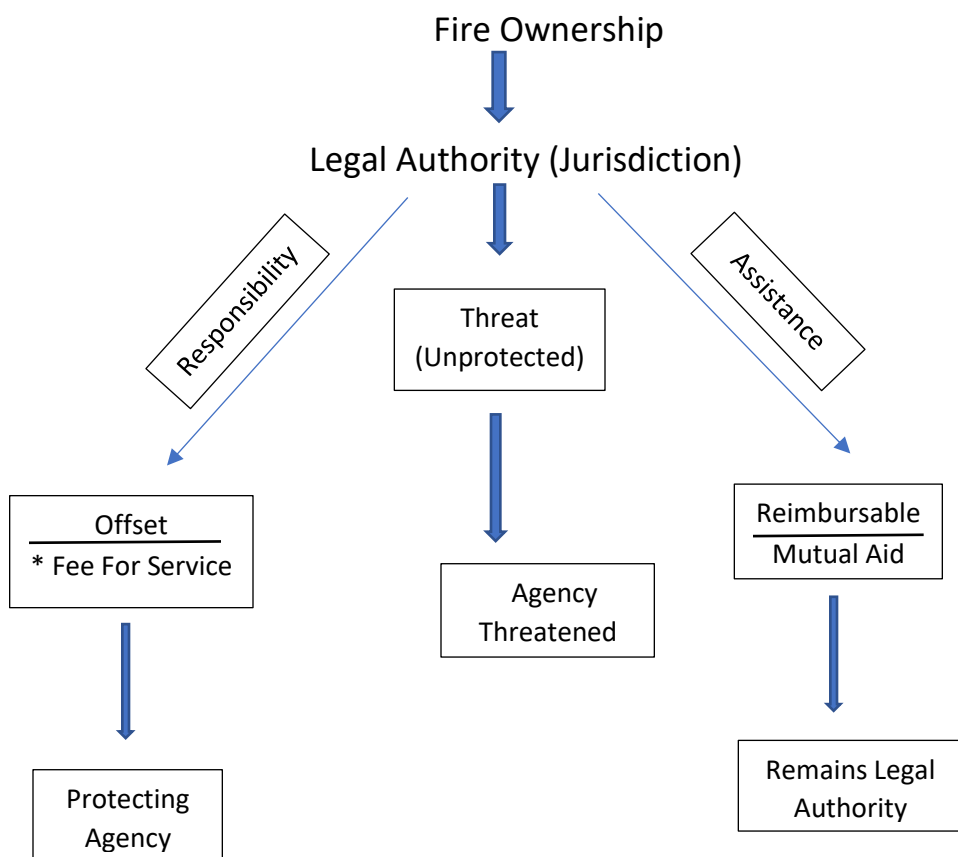 Fire Ownership
Legal Authority (Jurisdiction)
Responsibility
Assistance
Threat
(Unprotected)
Offset
* Fee For Service
Reimbursable
Mutual Aid
Agency
Threatened
Protecting
Agency
Remains Legal
Authority